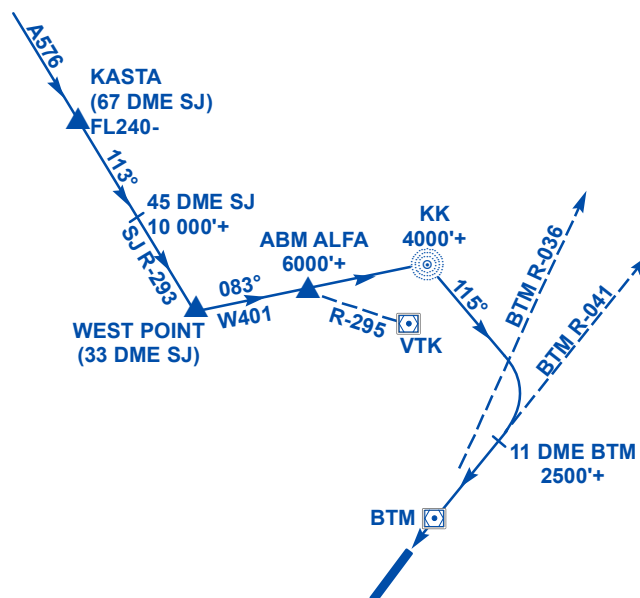 A576
KASTA
(67 DME SJ)
FL240-
113°
45 DME SJ
10 000'+
SJ R-293
WEST POINT
(33 DME SJ)
083°
W401
ABM ALFA
6000'+
R-295
VTK
KK
4000'+
115°
BTM R-036
BTM R-041
11 DME BTM
2500'+
BTM